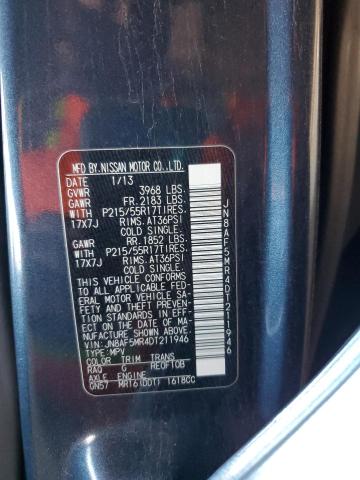 MFD BY.NISSAN MOTOR CO.,LTD.
DATE 1/13
GVWR 3968 LBS.
GAWR FR.2183 LBS.
WITH P215/55R17TIRES,
17X7J RIMS,AT36PSI
COLD SINGLE.
GAWR RR.1852 LBS.
WITH P215/55R17TIRES,
17X7J RIMS,AT36PSI
COLD SINGLE.
THIS VEHICLE CONFORMS
TO ALL APPLICABLE FED-
ERAL MOTOR VEHICLE SA-
FETY AND THEFT PREVEN-
TION STANDARDS IN EFF-
ECT ON THE DATE OF MA-
NUFACTURE SHOWN ABOVE.
VIN:JN8AF5MR4DT211946
TYPE:MPV
COLOR TRIM TRANS
RAQ G RE0F10B
AXLE ENGINE
GN57 MR16(DDT) 1618CC
JN8AF5MR4DT211946